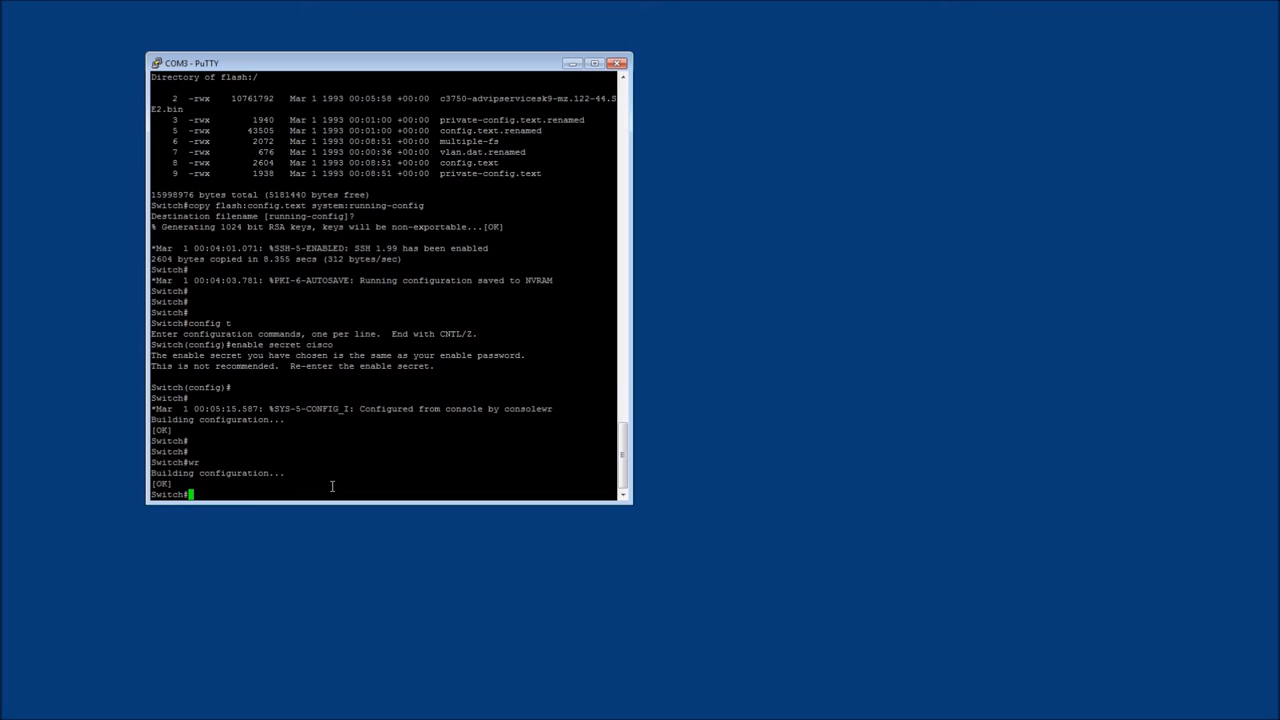 COM3 - PuTTY
Directory of flash:/
2 -rwx 10761792 Mar 1 1993 00:05:58 +00:00 c3750-advipservicesk9-mz.122-44.S
E2.bin
3 -rwx 1940 Mar 1 1993 00:01:00 +00:00 private-config.text.renamed
5 -rwx 43505 Mar 1 1993 00:01:00 +00:00 config.text.renamed
6 -rwx 2072 Mar 1 1993 00:08:51 +00:00 multiple-fs
7 -rwx 676 Mar 1 1993 00:00:36 +00:00 vlan.dat.renamed
8 -rwx 2604 Mar 1 1993 00:08:51 +00:00 config.text
9 -rwx 1938 Mar 1 1993 00:08:51 +00:00 private-config.text
15998976 bytes total (5181440 bytes free)
Switch#copy flash:config.text system:running-config
Destination filename [running-config]?
% Generating 1024 bit RSA keys, keys will be non-exportable...[OK]
*Mar 1 00:04:01.071: %SSH-5-ENABLED: SSH 1.99 has been enabled
2604 bytes copied in 8.355 secs (312 bytes/sec)
Switch#
*Mar 1 00:04:03.781: %PKI-6-AUTOSAVE: Running configuration saved to NVRAM
Switch#
Switch#
Switch#
Switch#config t
Enter configuration commands, one per line. End with CNTL/Z.
Switch(config)#enable secret cisco
The enable secret you have chosen is the same as your enable password.
This is not recommended. Re-enter the enable secret.
Switch(config)#
Switch#
*Mar 1 00:05:15.587: %SYS-5-CONFIG_I: Configured from console by consolewr
Building configuration...
[OK]
Switch#
Switch#
Switch#wr
Building configuration...
[OK]
Switch#